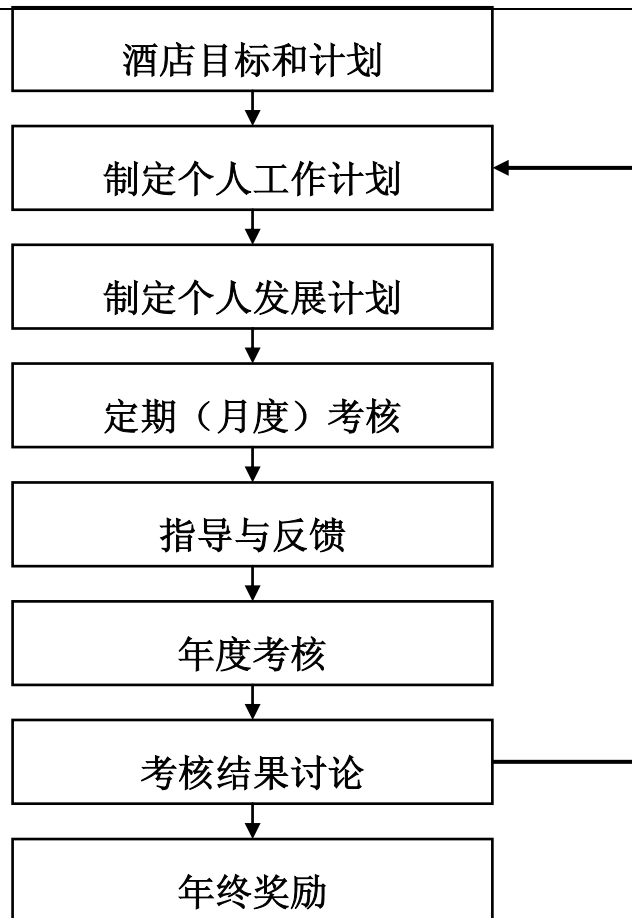 酒店目标和计划
制定个人工作计划
制定个人发展计划
定期（月度）考核
指导与反馈
年度考核
考核结果讨论
年终奖励